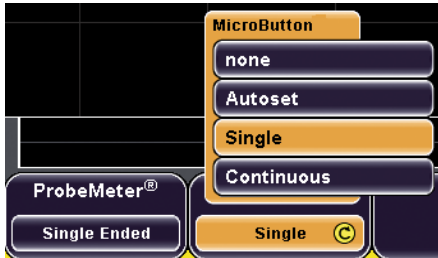 MicroButton
none
Autoset
Single
Continuous
ProbeMeter®
Single Ended
Single C